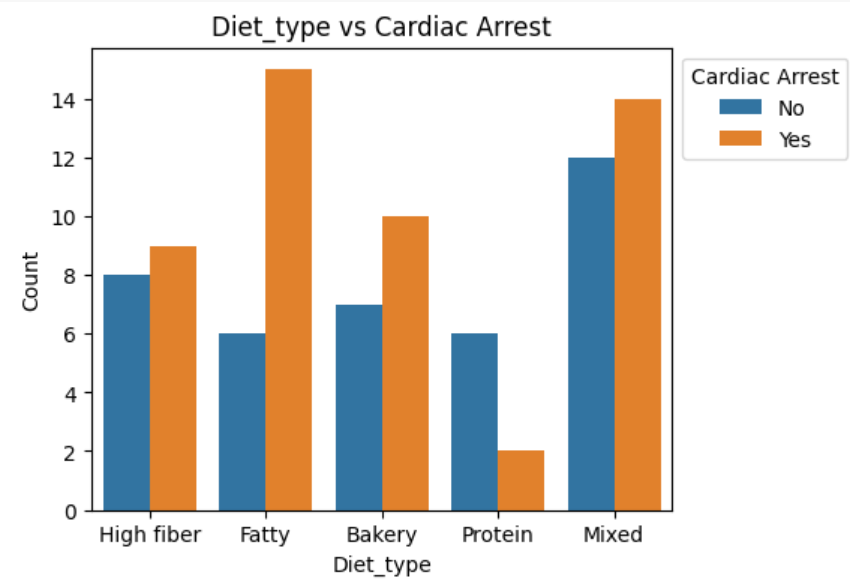 Diet_type vs Cardiac Arrest
Cardiac Arrest
No
Yes
Count
14
12
10
8
6
4
2
0
High fiber Fatty Bakery Protein Mixed
Diet_type